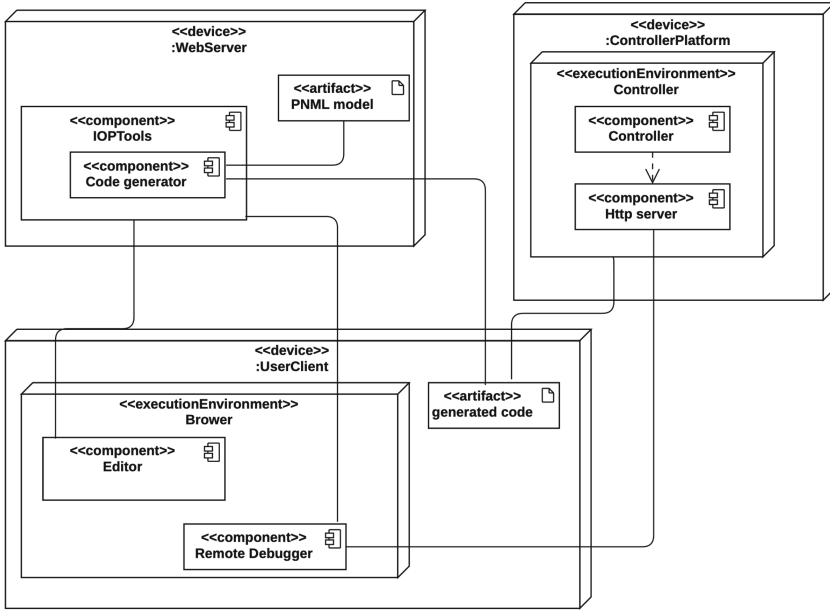 <<device>>
:WebServer
<<artifact>>
PNML model
<<component>>
IOPTools
<<component>>
Code generator
<<device>>
:ControllerPlatform
<<executionEnvironment>>
Controller
<<component>>
Controller
<<component>>
Http server
<<device>>
:UserClient
<<executionEnvironment>>
Brower
<<artifact>>
generated code
<<component>>
Editor
<<component>>
Remote Debugger